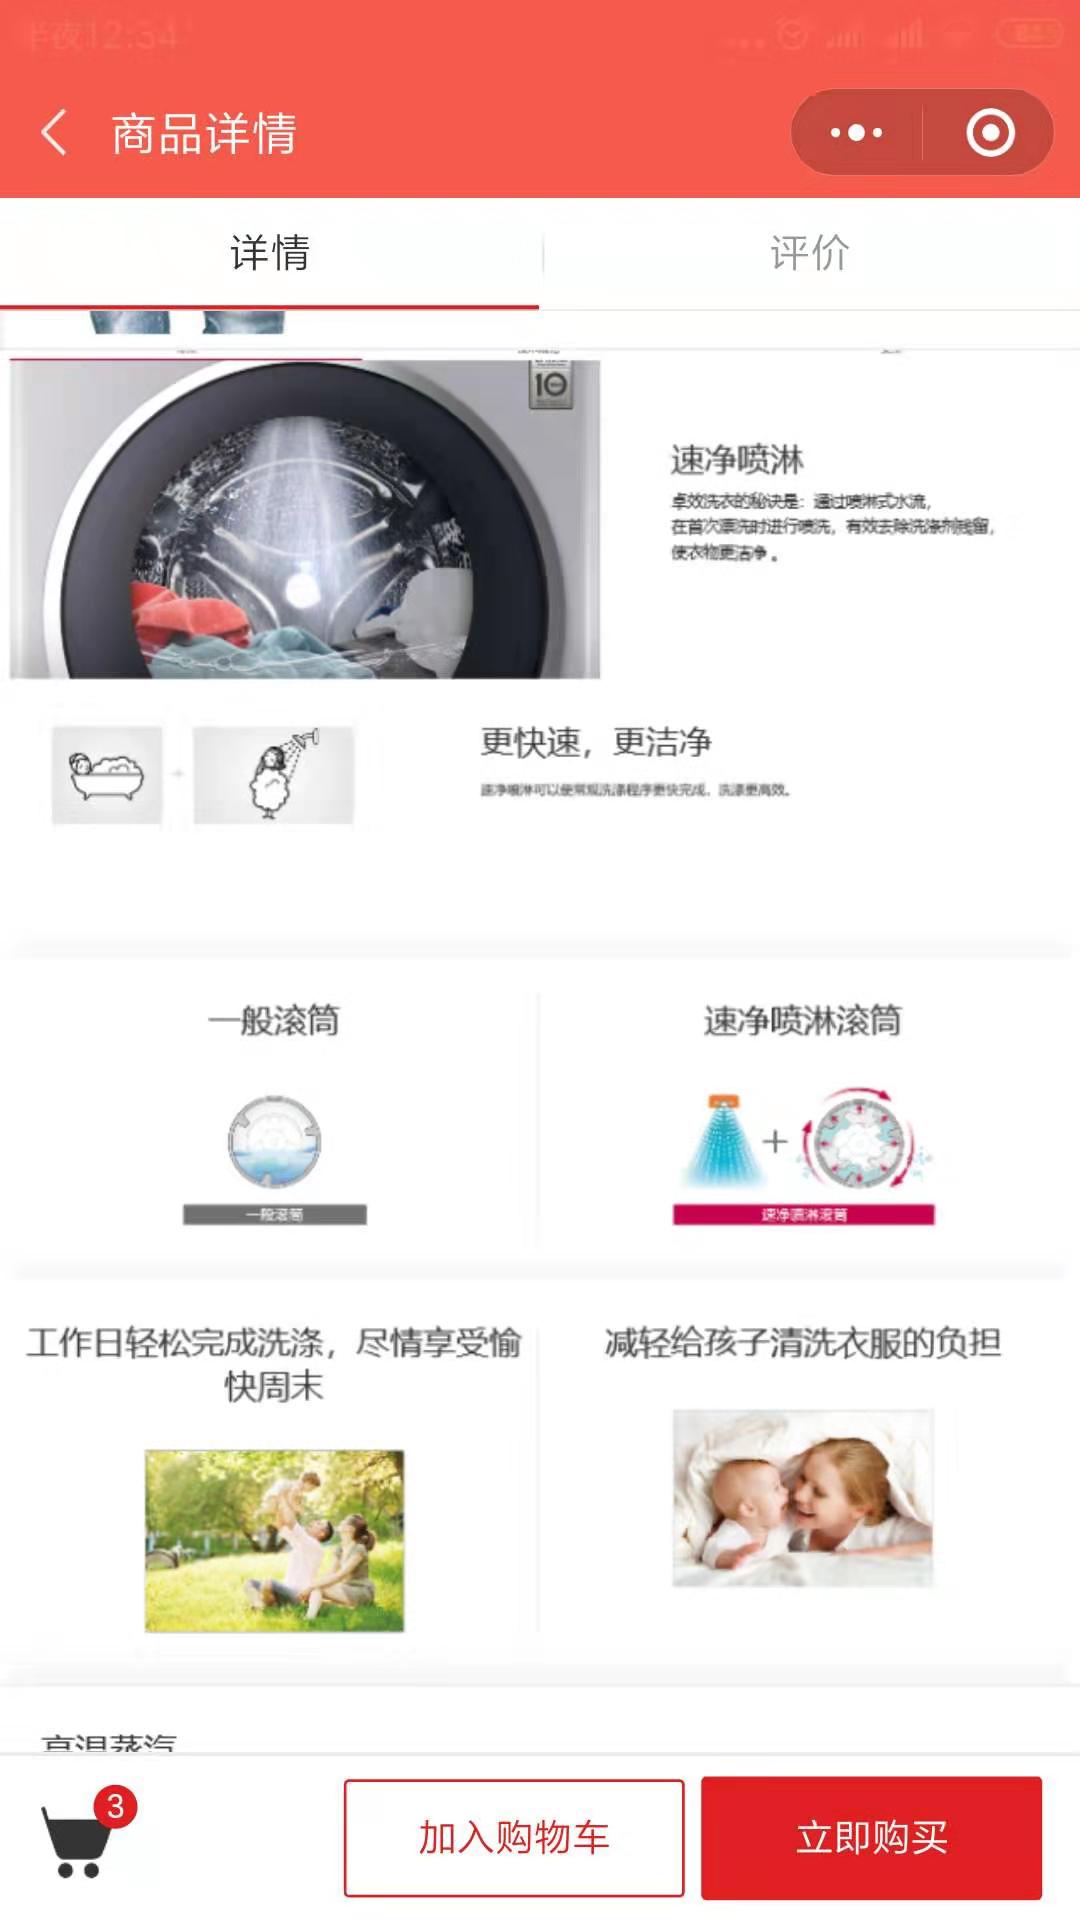 半夜12:34
商品详情
详情
评价
10
速净喷淋
卓效洗衣的秘诀是：通过喷淋式水流，
在首次漂洗时进行喷洗，有效去除洗涤剂残留，
使衣物更洁净。
更快速，更洁净
速净喷淋可以使常规洗涤程序更快完成，洗涤更高效。
一般滚筒
速净喷淋滚筒
一般滚筒
速净喷淋滚筒
工作日轻松完成洗涤，尽情享受愉
快周末
减轻给孩子清洗衣服的负担
高温蒸汽
3
加入购物车
立即购买